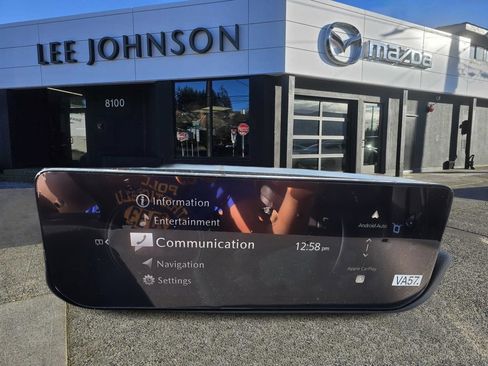 LEE JOHNSON
mazda
8100
Information
Entertainment
Communication
12:58 pm
Navigation
Settings
Android Auto
Apple CarPlay
VA57.